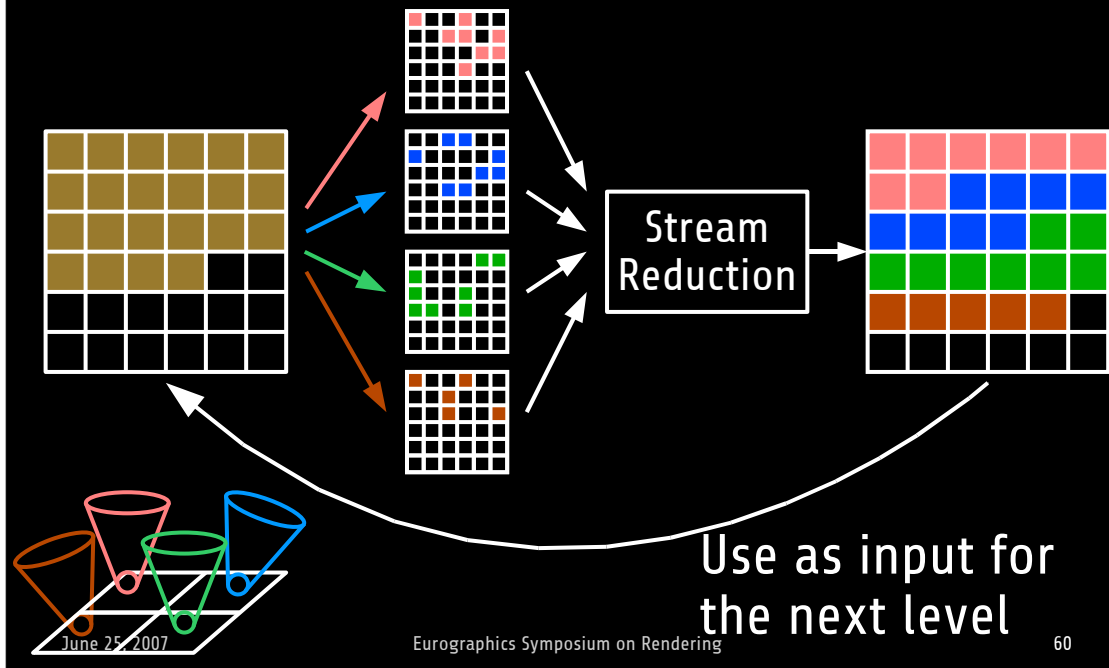 Stream
Reduction
Use as input for
the next level
June 25, 2007
Eurographics Symposium on Rendering
60